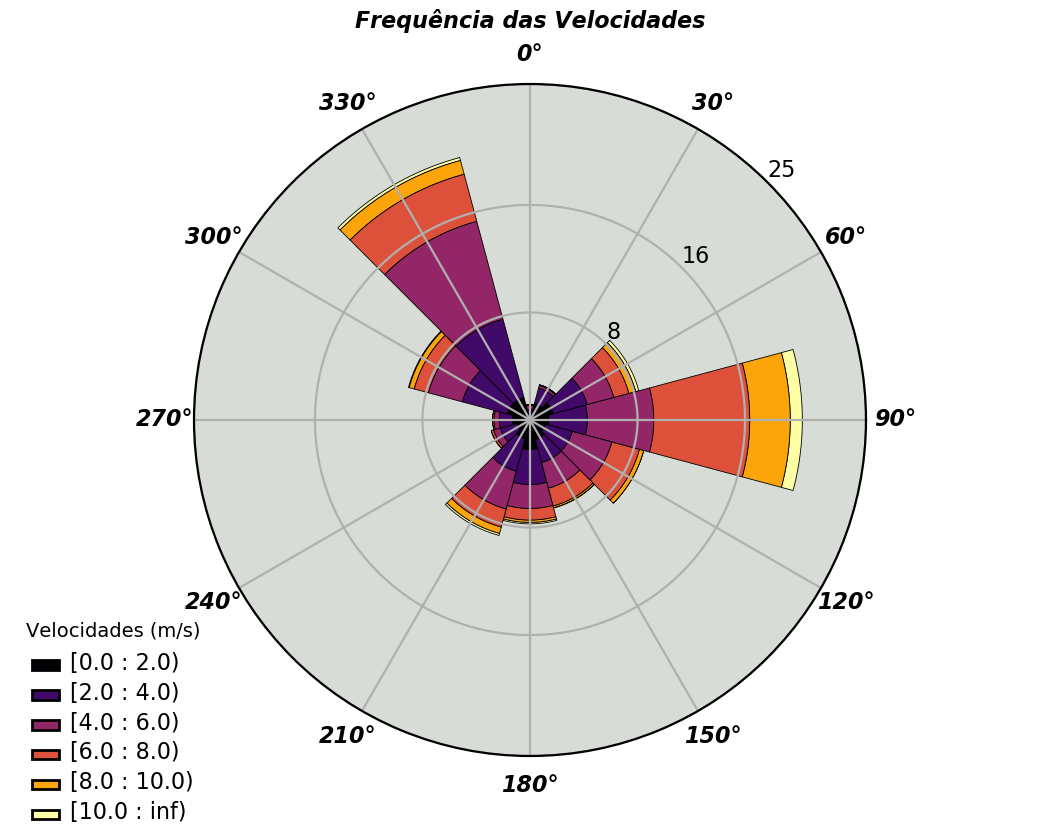 Frequência das Velocidades
0°
330°
30°
25
300°
60°
16
8
270°
90°
240°
120°
210°
150°
180°
Velocidades (m/s)
[0.0 : 2.0)
[2.0 : 4.0)
[4.0 : 6.0)
[6.0 : 8.0)
[8.0 : 10.0)
[10.0 : inf)